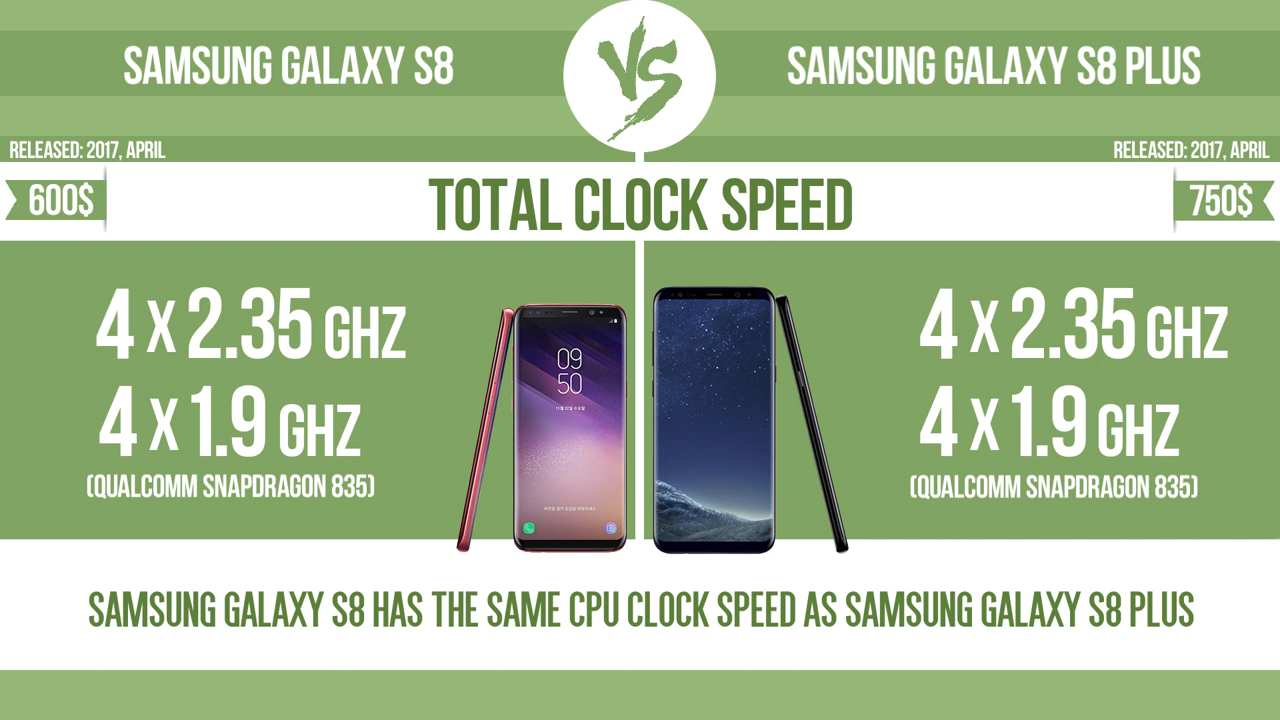 SAMSUNG GALAXY S8
VS
SAMSUNG GALAXY S8 PLUS
RELEASED: 2017, APRIL
RELEASED: 2017, APRIL
600$
TOTAL CLOCK SPEED
750$
4 X 2.35 GHZ
4 X 1.9 GHZ
(QUALCOMM SNAPDRAGON 835)
09
50
4 X 2.35 GHZ
4 X 1.9 GHZ
(QUALCOMM SNAPDRAGON 835)
SAMSUNG GALAXY S8 HAS THE SAME CPU CLOCK SPEED AS SAMSUNG GALAXY S8 PLUS